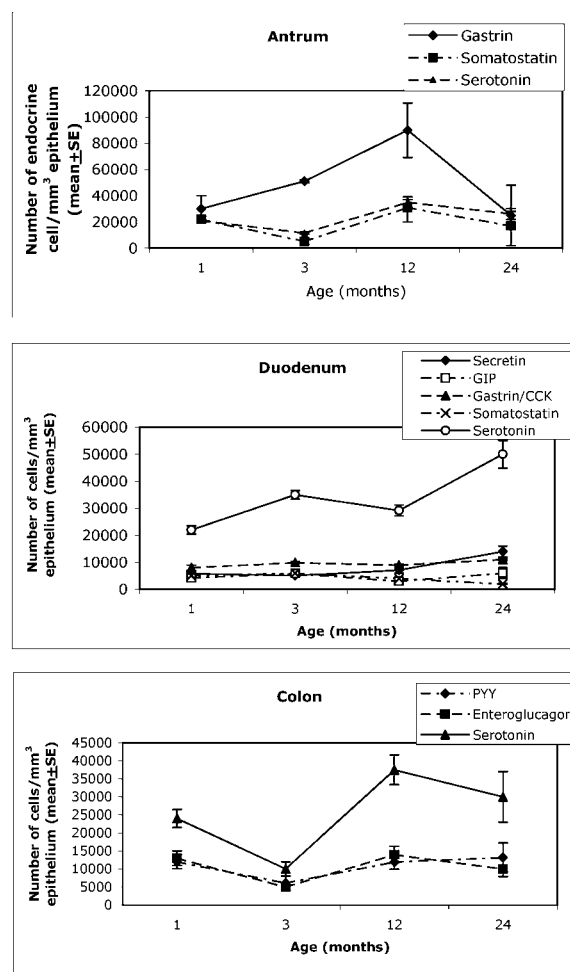 Antrum
Gastrin
Somatostatin
Serotonin
Number of endocrine
cell/mm³ epithelium
(mean±SE)
120000
100000
80000
60000
40000
20000
0
1 3 12 24
Age (months)
Duodenum
Secretin
GIP
Gastrin/CCK
Somatostatin
Serotonin
Number of cells/mm³
epithelium (mean±SE)
60000
50000
40000
30000
20000
10000
0
1 3 12 24
Age (months)
Colon
PYY
Enteroglucagon
Serotonin
Number of cells/mm³
epithelium (mean±SE)
45000
40000
35000
30000
25000
20000
15000
10000
5000
0
1 3 12 24
Age (months)